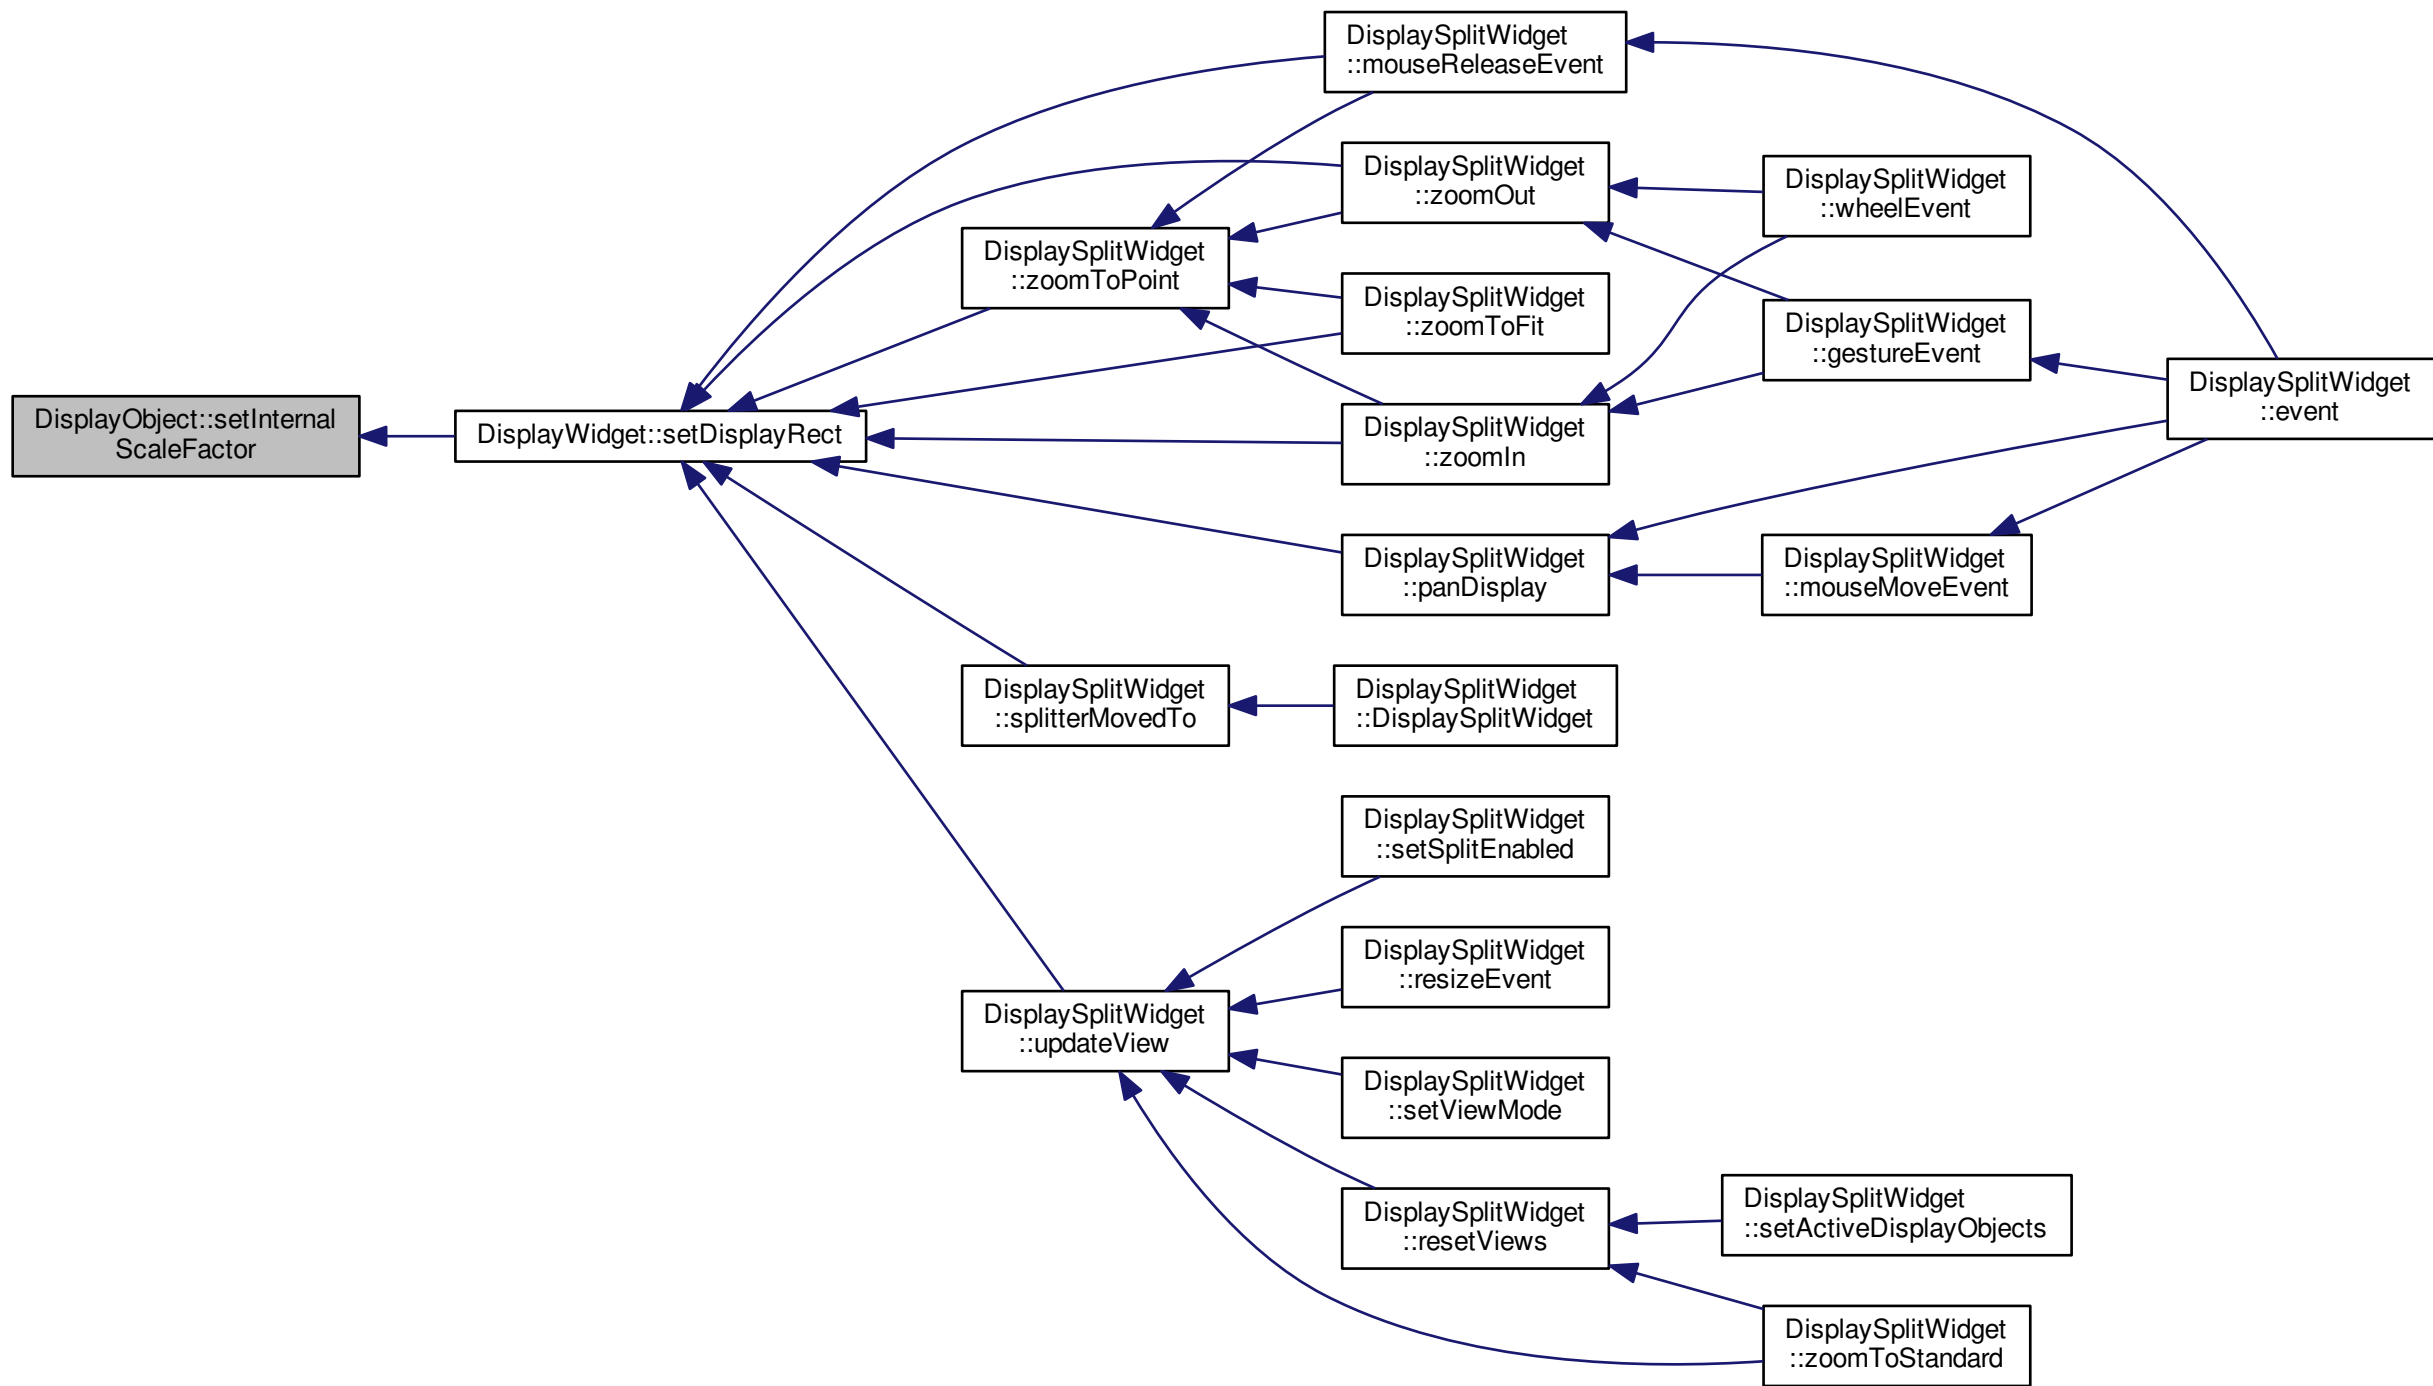 DisplayObject::setInternal
ScaleFactor
DisplayWidget::setDisplayRect
DisplaySplitWidget
::mouseReleaseEvent
DisplaySplitWidget
::zoomToPoint
DisplaySplitWidget
::zoomOut
DisplaySplitWidget
::zoomToFit
DisplaySplitWidget
::zoomIn
DisplaySplitWidget
::wheelEvent
DisplaySplitWidget
::gestureEvent
DisplaySplitWidget
::event
DisplaySplitWidget
::panDisplay
DisplaySplitWidget
::mouseMoveEvent
DisplaySplitWidget
::splitterMovedTo
DisplaySplitWidget
::DisplaySplitWidget
DisplaySplitWidget
::updateView
DisplaySplitWidget
::setSplitEnabled
DisplaySplitWidget
::resizeEvent
DisplaySplitWidget
::setViewMode
DisplaySplitWidget
::resetViews
DisplaySplitWidget
::setActiveDisplayObjects
DisplaySplitWidget
::zoomToStandard